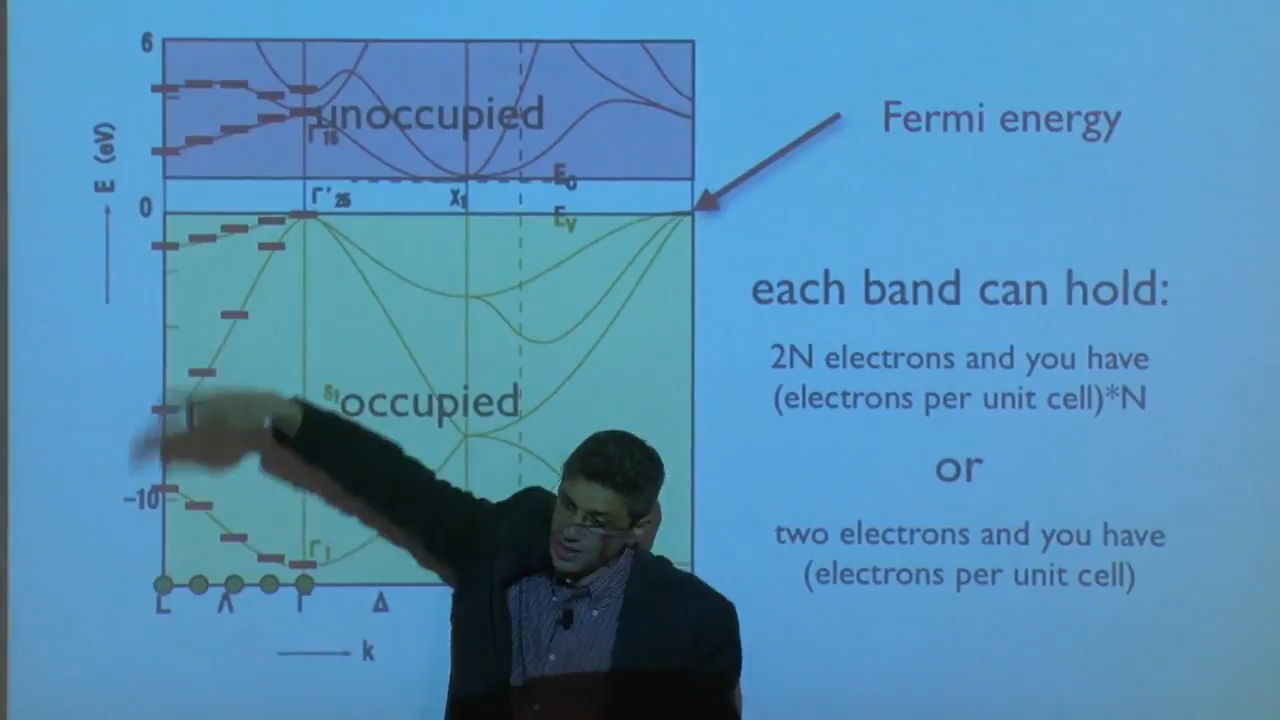 6
unoccupied
Fermi energy
Γ15
E (eV)
Γ'25
X1
0
EV
each band can hold:
2N electrons and you have
(electrons per unit cell)*N
Si
occupied
or
-10
two electrons and you have
Γ1
(electrons per unit cell)
L Λ Γ Δ
k